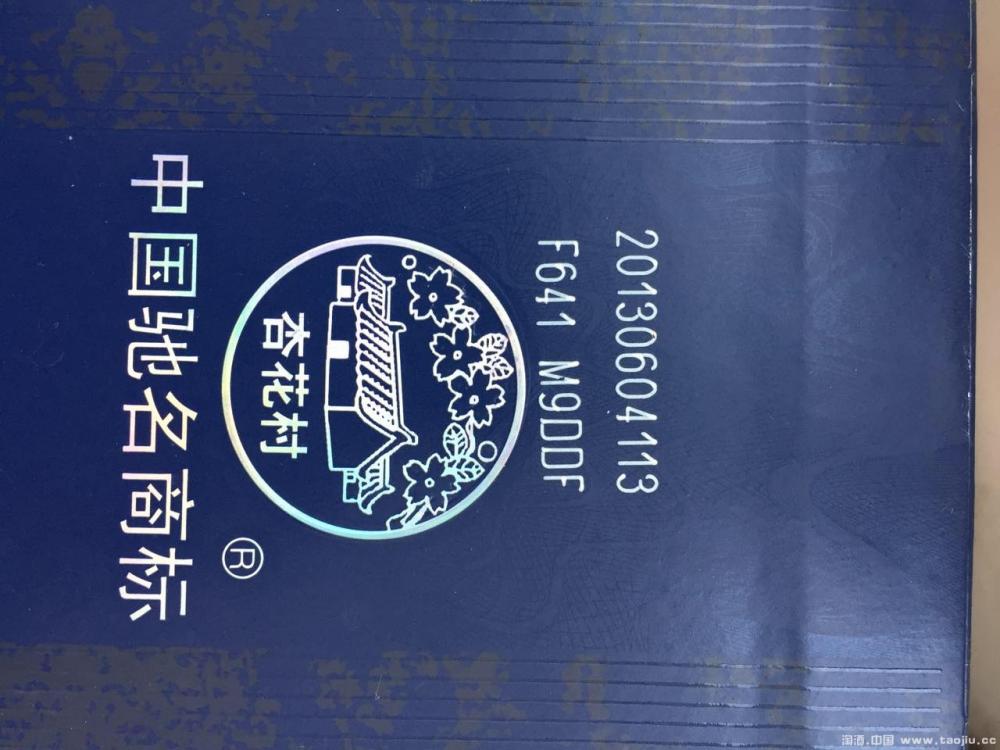 20130604113
F641 M9DDF
杏花村
®
中国驰名商标
淘酒.中国 www.taojiu.cc